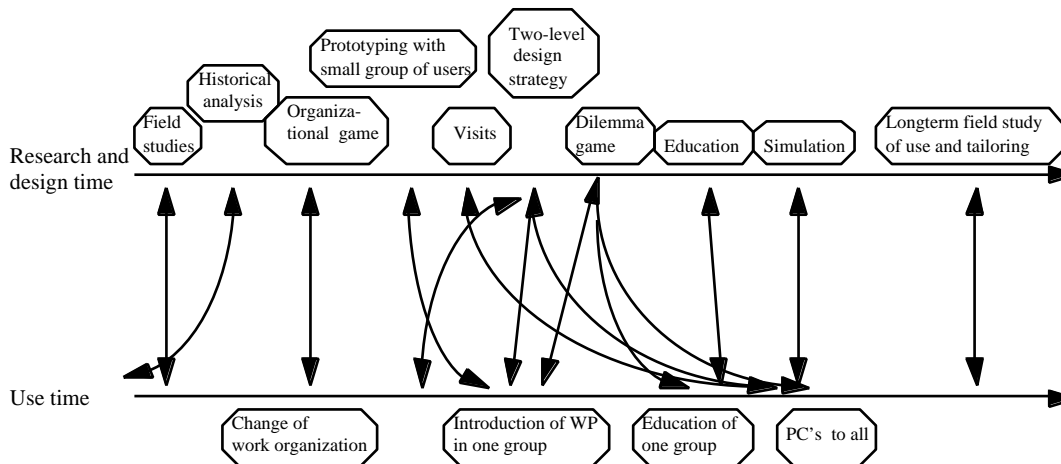 Prototyping with
small group of users
Two-level
design
strategy
Historical
analysis
Organiza-
tional game
Field
studies
Visits
Dilemma
game
Education
Simulation
Longterm field study
of use and tailoring
Research and
design time
Use time
Change of
work organization
Introduction of WP
in one group
Education of
one group
PC's to all